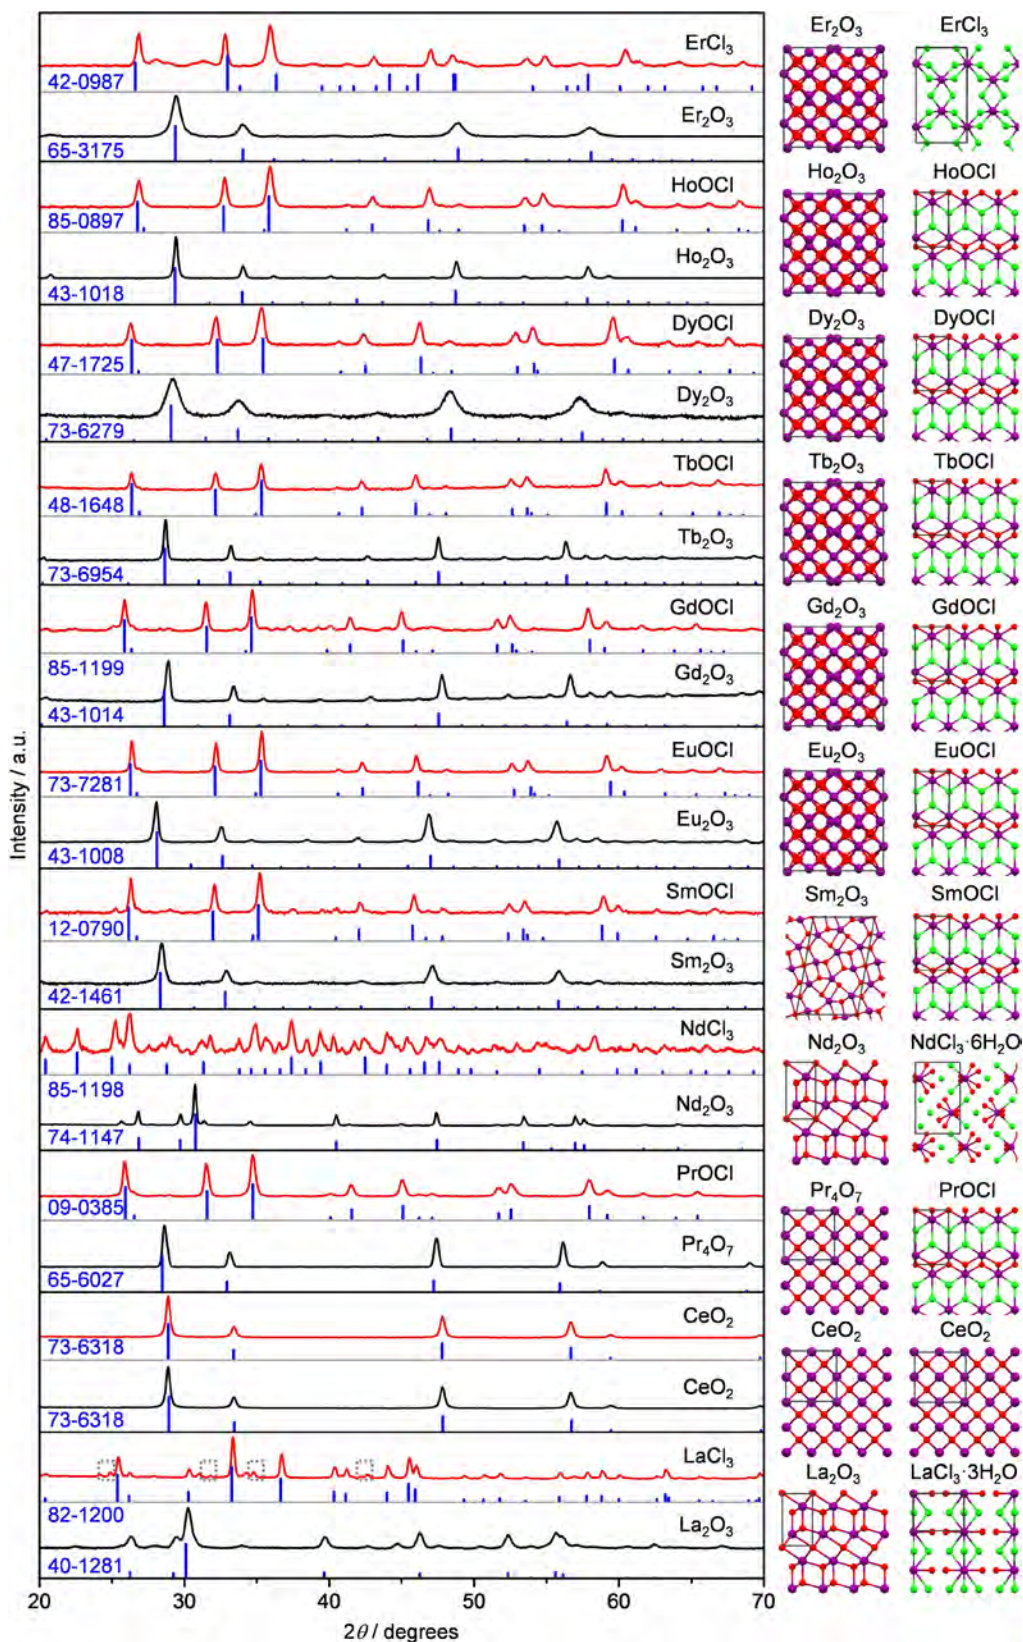 ErCl₃
42-0987
Er₂O₃
65-3175
HoOCl
85-0897
Ho₂O₃
43-1018
DyOCl
47-1725
Dy₂O₃
73-6279
TbOCl
48-1648
Tb₂O₃
73-6954
GdOCl
85-1199
Gd₂O₃
43-1014
EuOCl
73-7281
Eu₂O₃
43-1008
SmOCl
12-0790
Sm₂O₃
42-1461
NdCl₃
85-1198
Nd₂O₃
74-1147
PrOCl
09-0385
Pr₄O₇
65-6027
CeO₂
73-6318
CeO₂
73-6318
LaCl₃
82-1200
La₂O₃
40-1281
20 30 40 50 60 70
2θ / degrees
Intensity / a.u.
Er₂O₃ ErCl₃
Ho₂O₃ HoOCl
Dy₂O₃ DyOCl
Tb₂O₃ TbOCl
Gd₂O₃ GdOCl
Eu₂O₃ EuOCl
Sm₂O₃ SmOCl
Nd₂O₃ NdCl₃·6H₂O
Pr₄O₇ PrOCl
CeO₂ CeO₂
La₂O₃ LaCl₃·3H₂O